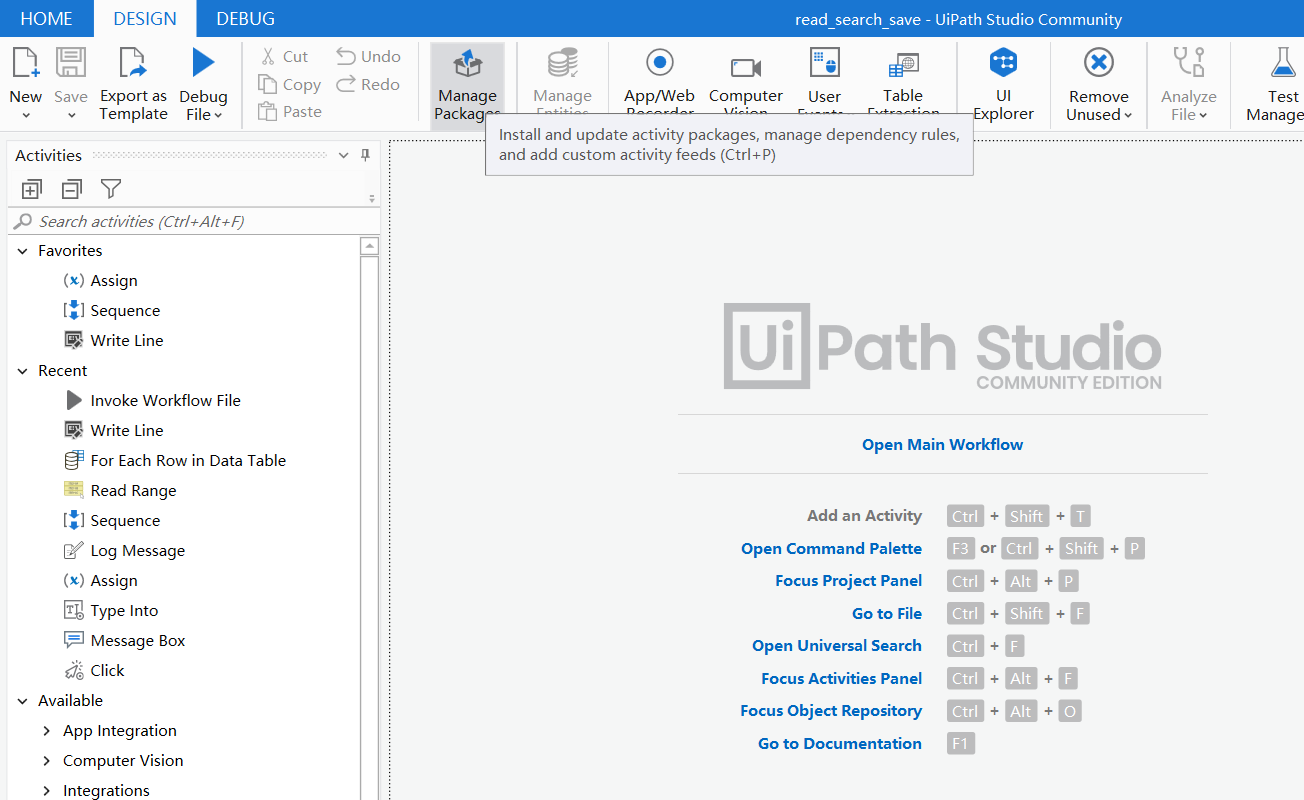 HOME DESIGN DEBUG read_search_save - UiPath Studio Community
New Save Export as Template Debug File Cut Copy Paste Undo Redo
Manage Packages Manage Entities App/Web Recorder Computer Vision User Events Table Extraction UI Explorer Remove Unused Analyze File Test Manage
Install and update activity packages, manage dependency rules,
and add custom activity feeds (Ctrl+P)
Activities
Search activities (Ctrl+Alt+F)
Favorites
Assign
Sequence
Write Line
Recent
Invoke Workflow File
Write Line
For Each Row in Data Table
Read Range
Sequence
Log Message
Assign
Type Into
Message Box
Click
Available
App Integration
Computer Vision
Integrations
UiPath Studio
COMMUNITY EDITION
Open Main Workflow
Add an Activity Ctrl + Shift + T
Open Command Palette F3 or Ctrl + Shift + P
Focus Project Panel Ctrl + Alt + P
Go to File Ctrl + Shift + F
Open Universal Search Ctrl + F
Focus Activities Panel Ctrl + Alt + F
Focus Object Repository Ctrl + Alt + O
Go to Documentation F1